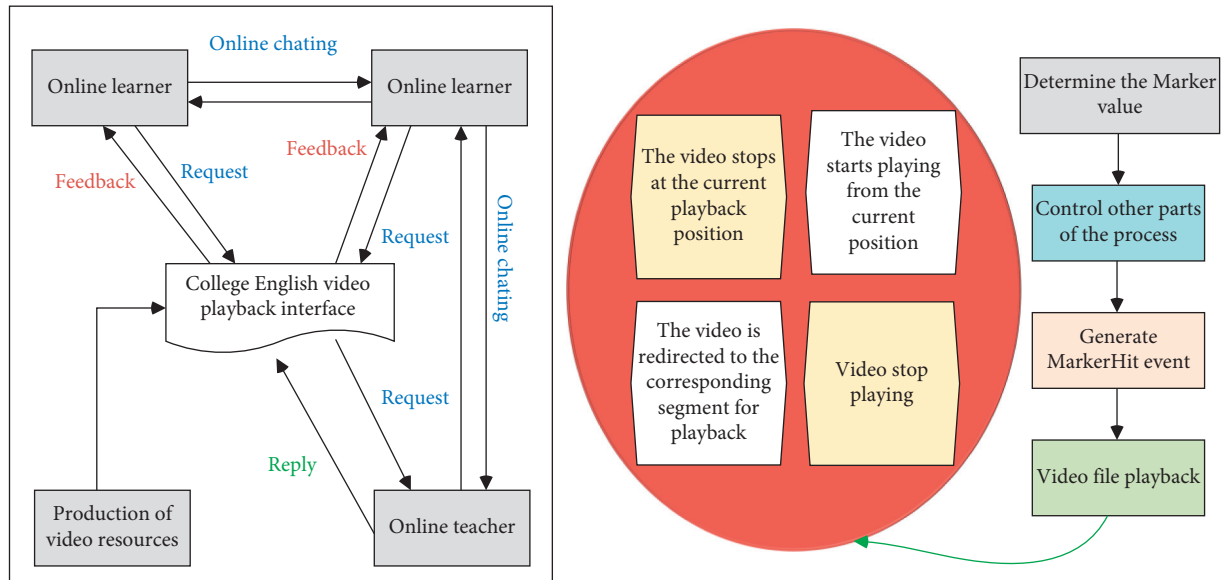 Online chating
Online learner
Online learner
Feedback
Request
Feedback
Request
Online chating
College English video
playback interface
Request
Reply
Production of
video resources
Online teacher
The video stops
at the current
playback
position
The video
starts playing
from the
current
position
The video is
redirected to the
corresponding
segment for
playback
Video stop
playing
Determine the Marker
value
Control other parts
of the process
Generate
MarkerHit event
Video file playback